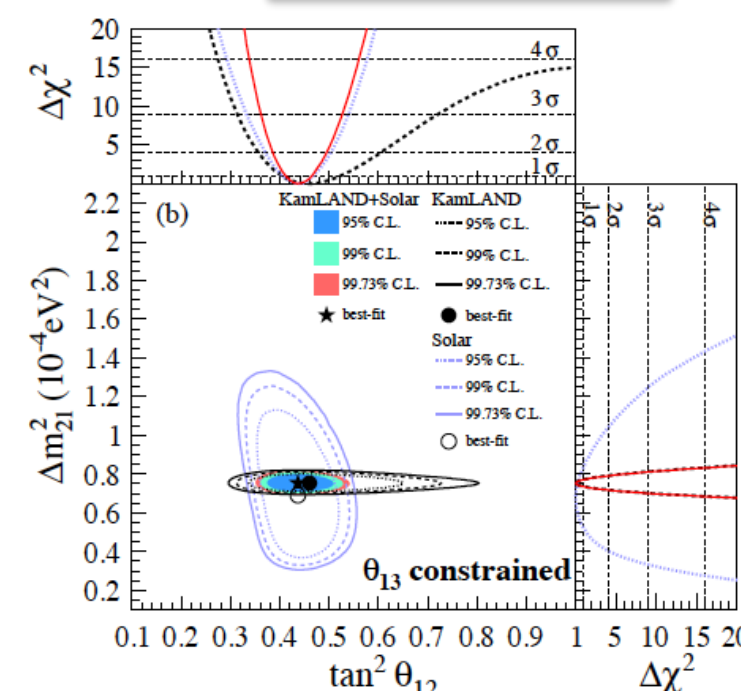 20
15
10
5
Δχ²
4σ
3σ
2σ
1σ
(b)
KamLAND+Solar
95% C.L.
99% C.L.
99.73% C.L.
best-fit
KamLAND
95% C.L.
99% C.L.
99.73% C.L.
best-fit
Solar
95% C.L.
99% C.L.
99.73% C.L.
best-fit
1σ
2σ
3σ
4σ
2.2
2
1.8
1.6
1.4
1.2
1
0.8
0.6
0.4
0.2
Δm²₂₁ (10⁻⁴eV²)
θ₁₃ constrained
0.1 0.2 0.3 0.4 0.5 0.6 0.7 0.8 0.9 1 5 10 15 20
tan² θ₁₂
Δχ²